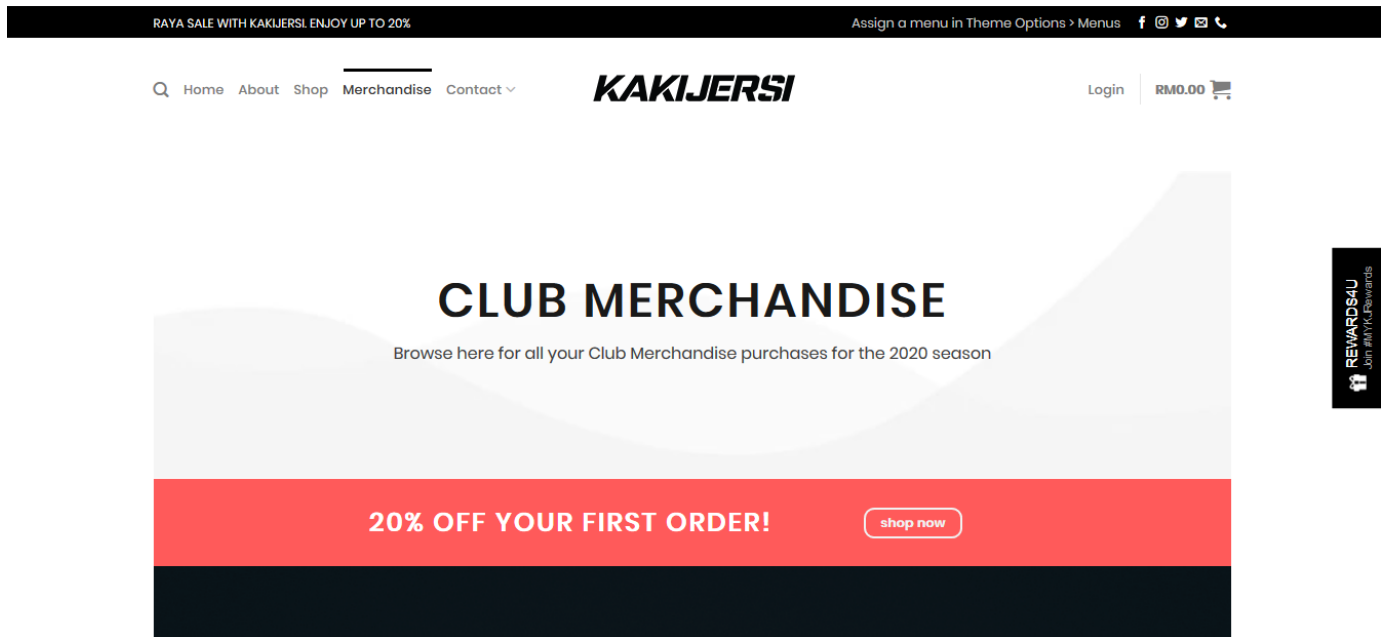 RAYA SALE WITH KAKIJERSI. ENJOY UP TO 20%
Assign a menu in Theme Options > Menus
Home About Shop Merchandise Contact
KAKIJERSI
Login RM0.00
CLUB MERCHANDISE
Browse here for all your Club Merchandise purchases for the 2020 season
REWARDS4U
Join #MYKJRewards
20% OFF YOUR FIRST ORDER!
shop now